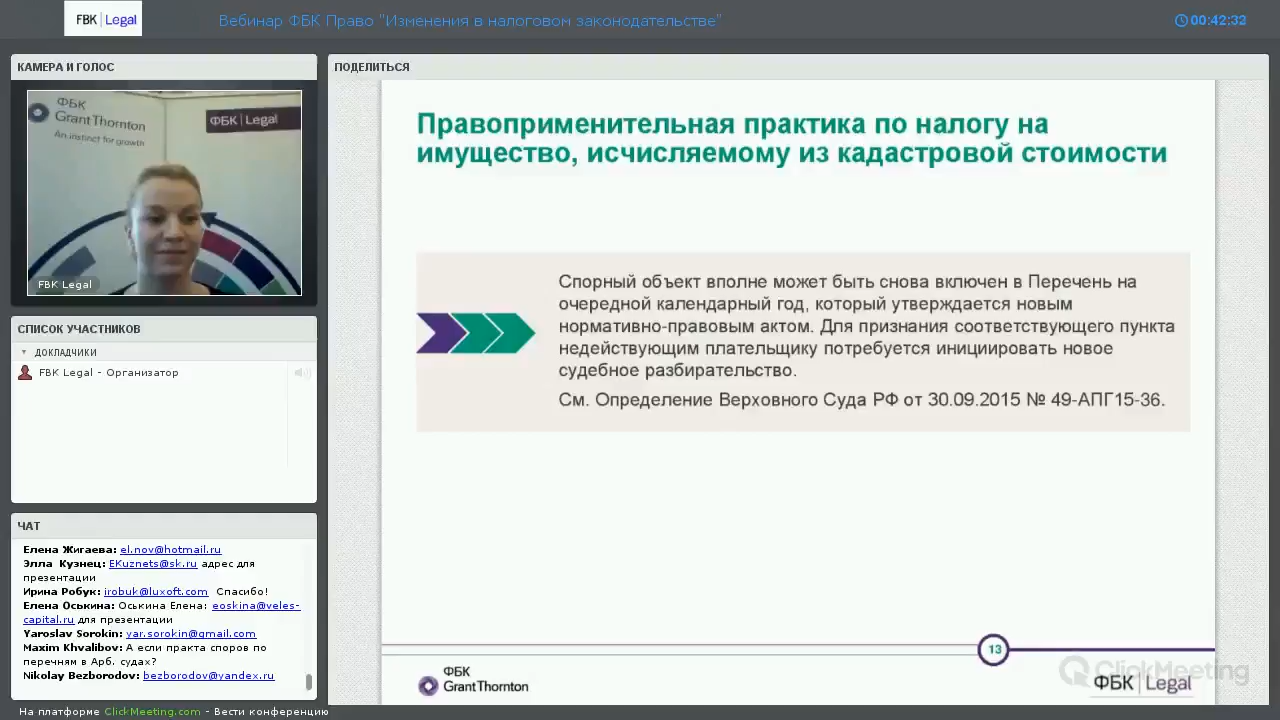 FBK Legal
Вебинар ФБК Право "Изменения в налоговом законодательстве"
00:42:32
КАМЕРА И ГОЛОС
ФБК
Grant Thornton
An instinct for growth
ФБК Legal
FBK Legal
СПИСОК УЧАСТНИКОВ
ДОКЛАДЧИКИ
FBK Legal - Организатор
ЧАТ
Елена Жигаева: el.nov@hotmail.ru
Элла Кузнец: EKuznets@sk.ru адрес для
презентации
Ирина Робук: irobuk@luxoft.com Спасибо!
Елена Оськина: Оськина Елена: eoskina@veles-
capital.ru для презентации
Yaroslav Sorokin: yar.sorokin@gmail.com
Maxim Khvalibov: А если практа споров по
перечням в Арб. судах?
Nikolay Bezborodov: bezborodov@yandex.ru
На платформе ClickMeeting.com - Вести конференцию
ПОДЕЛИТЬСЯ
Правоприменительная практика по налогу на
имущество, исчисляемому из кадастровой стоимости
Спорный объект вполне может быть снова включен в Перечень на
очередной календарный год, который утверждается новым
нормативно-правовым актом. Для признания соответствующего пункта
недействующим плательщику потребуется инициировать новое
судебное разбирательство.
См. Определение Верховного Суда РФ от 30.09.2015 № 49-АПГ15-36.
13
ФБК
Grant Thornton
ClickMeeting
ФБК Legal